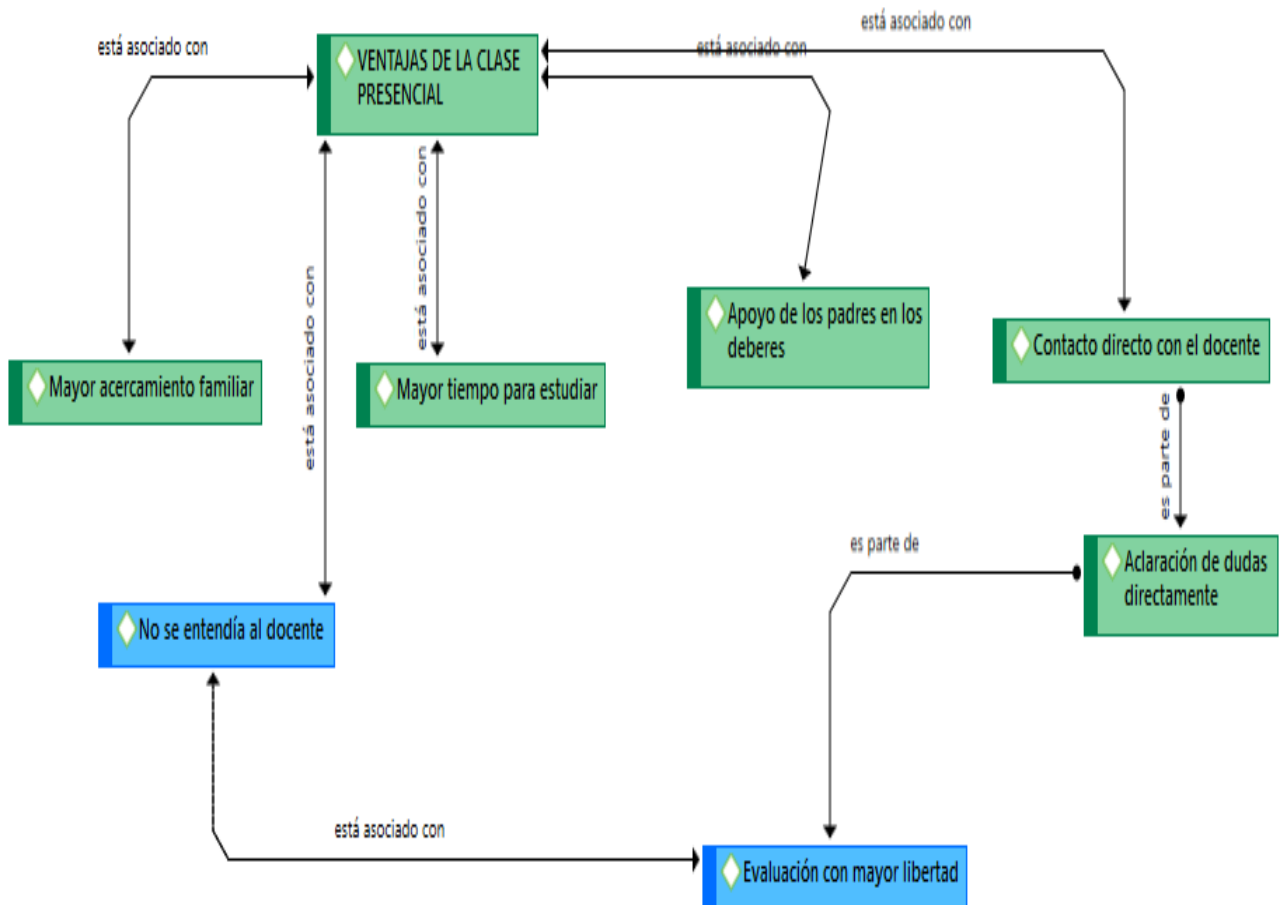 está asociado con
está asociado con
está asociado con
VENTAJAS DE LA CLASE
PRESENCIAL
está asociado con
está asociado con
Apoyo de los padres en los
deberes
Contacto directo con el docente
Mayor acercamiento familiar
Mayor tiempo para estudiar
es parte de
es parte de
Aclaración de dudas
directamente
No se entendía al docente
está asociado con
Evaluación con mayor libertad